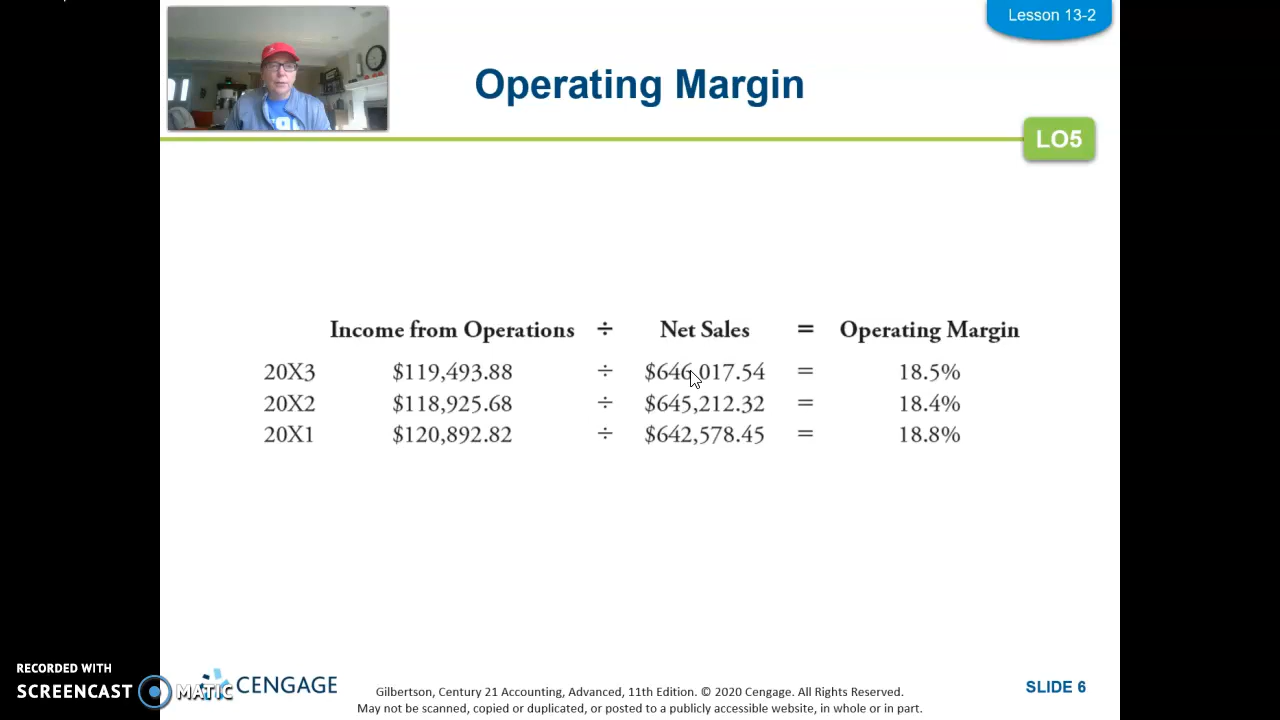 Lesson 13-2
Operating Margin
LO5
Income from Operations ÷ Net Sales = Operating Margin
20X3 $119,493.88 ÷ $646,017.54 = 18.5%
20X2 $118,925.68 ÷ $645,212.32 = 18.4%
20X1 $120,892.82 ÷ $642,578.45 = 18.8%
RECORDED WITH
SCREENCAST MATIC
CENGAGE
Gilbertson, Century 21 Accounting, Advanced, 11th Edition. © 2020 Cengage. All Rights Reserved.
May not be scanned, copied or duplicated, or posted to a publicly accessible website, in whole or in part.
SLIDE 6